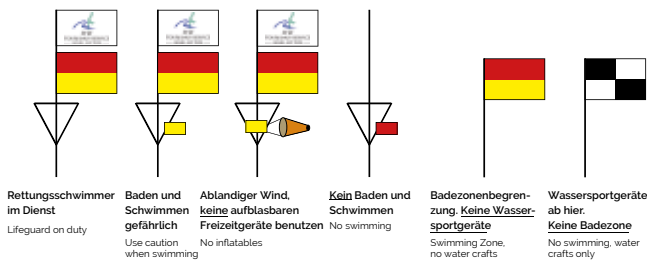 Rettungsschwimmer
im Dienst
Lifeguard on duty
Baden und
Schwimmen
gefährlich
Use caution
when swimming
Ablandiger Wind,
keine aufblasbaren
Freizeitgeräte benutzen
No inflatables
Kein Baden und
Schwimmen
No swimming
Badezonenbegren-
zung. Keine Wasser-
sportgeräte
Swimming Zone,
no water crafts
Wassersportgeräte
ab hier.
Keine Badezone
No swimming, water
crafts only